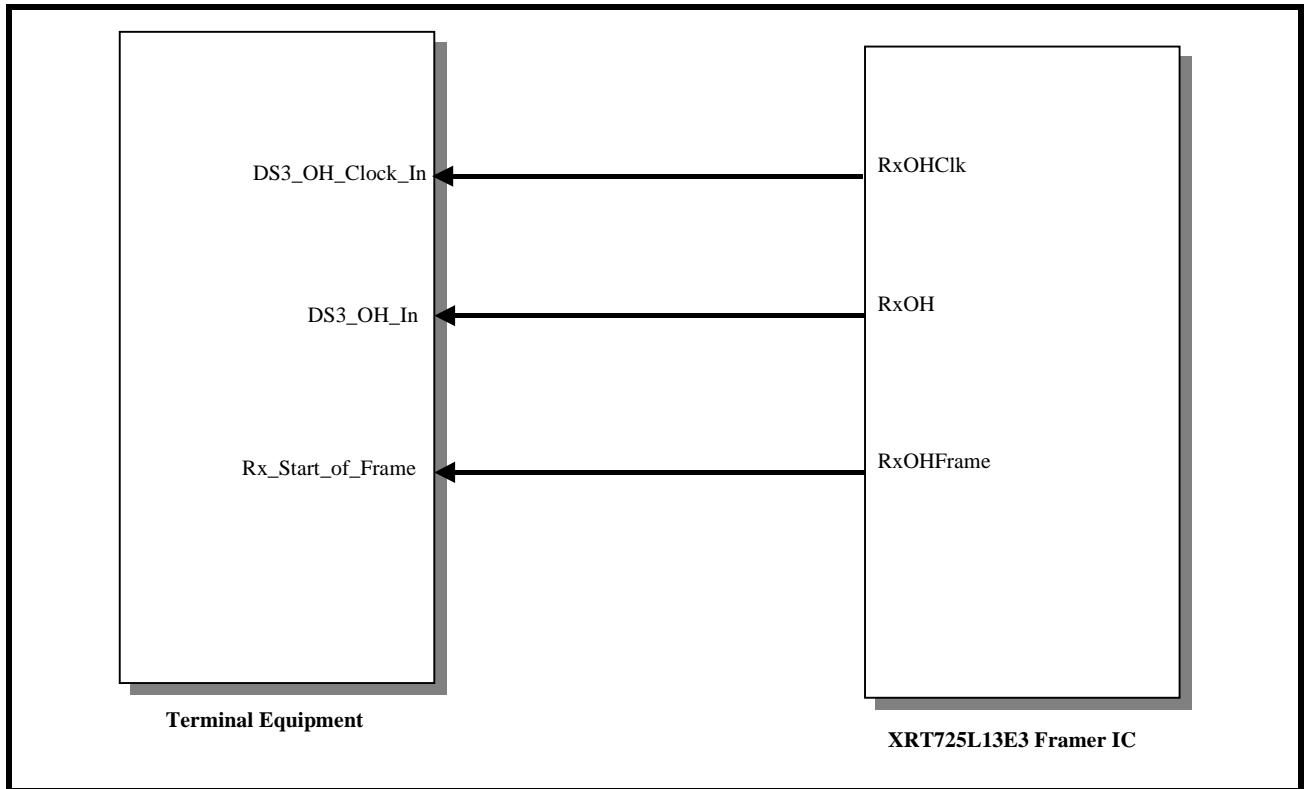 DS3_OH_Clock_In
RxOHClk
DS3_OH_In
RxOH
Rx_Start_of_Frame
RxOHFrame
Terminal Equipment
XRT725L13E3 Framer IC